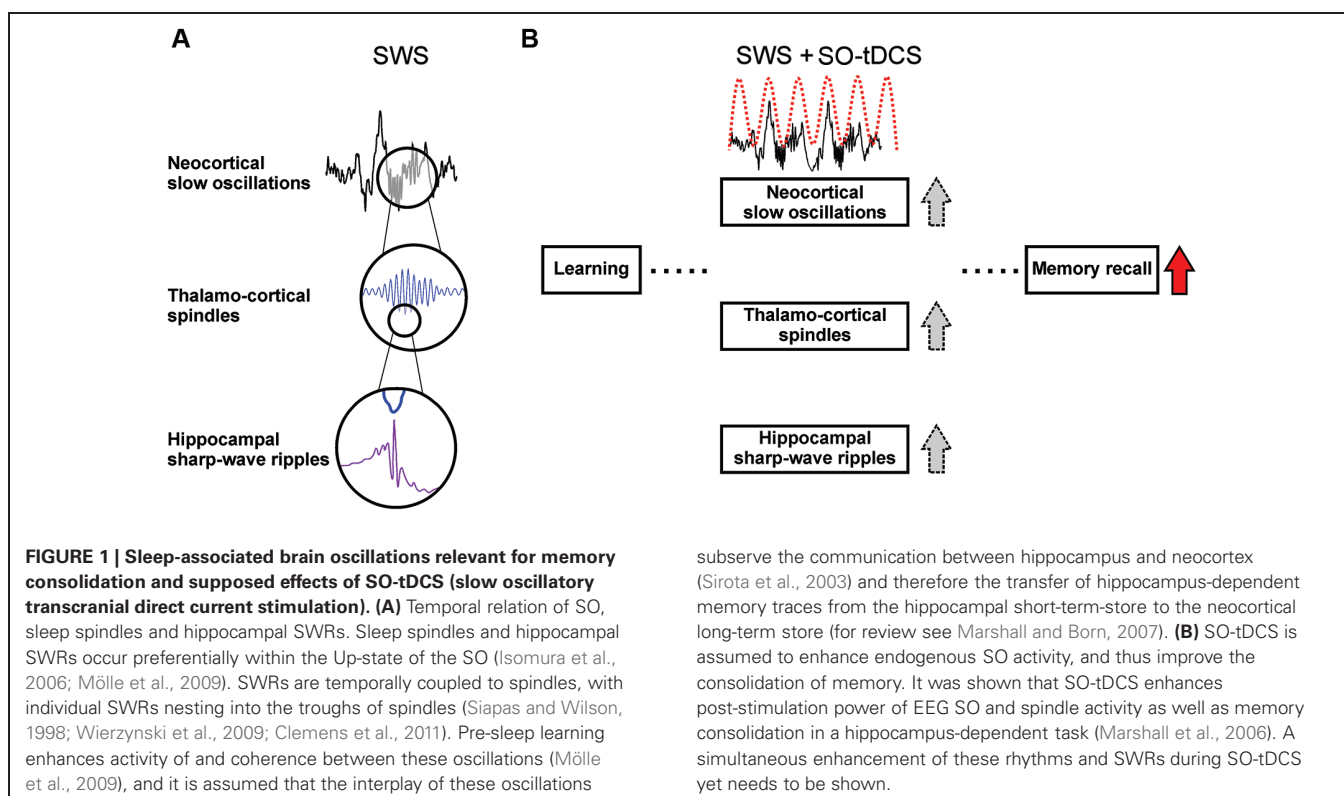 A
SWS
Neocortical
slow oscillations
Thalamo-cortical
spindles
Hippocampal
sharp-wave ripples
B
SWS + SO-tDCS
Neocortical
slow oscillations
Learning
Memory recall
Thalamo-cortical
spindles
Hippocampal
sharp-wave ripples
FIGURE 1 | Sleep-associated brain oscillations relevant for memory
consolidation and supposed effects of SO-tDCS (slow oscillatory
transcranial direct current stimulation). (A) Temporal relation of SO,
sleep spindles and hippocampal SWRs. Sleep spindles and hippocampal
SWRs occur preferentially within the Up-state of the SO (Isomura et al.,
2006; Mölle et al., 2009). SWRs are temporally coupled to spindles, with
individual SWRs nesting into the troughs of spindles (Siapas and Wilson,
1998; Wierzynski et al., 2009; Clemens et al., 2011). Pre-sleep learning
enhances activity of and coherence between these oscillations (Mölle
et al., 2009), and it is assumed that the interplay of these oscillations
subserve the communication between hippocampus and neocortex
(Sirota et al., 2003) and therefore the transfer of hippocampus-dependent
memory traces from the hippocampal short-term-store to the neocortical
long-term store (for review see Marshall and Born, 2007). (B) SO-tDCS is
assumed to enhance endogenous SO activity, and thus improve the
consolidation of memory. It was shown that SO-tDCS enhances
post-stimulation power of EEG SO and spindle activity as well as memory
consolidation in a hippocampus-dependent task (Marshall et al., 2006). A
simultaneous enhancement of these rhythms and SWRs during SO-tDCS
yet needs to be shown.